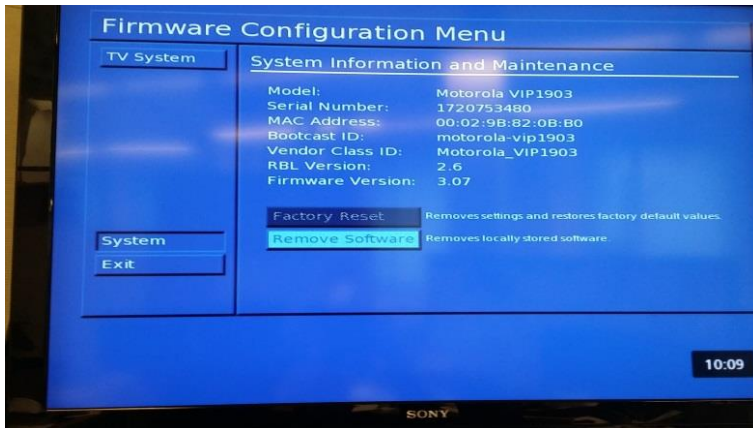 Firmware Configuration Menu
TV System
System Information and Maintenance
Model: Motorola VIP1903
Serial Number: 1720753480
MAC Address: 00:02:9B:82:0B:B0
Bootcast ID: motorola-vip1903
Vendor Class ID: Motorola_VIP1903
RBL Version: 2.6
Firmware Version: 3.07
Factory Reset Removes settings and restores factory default values.
System
Remove Software Removes locally stored software.
Exit
10:09
SONY